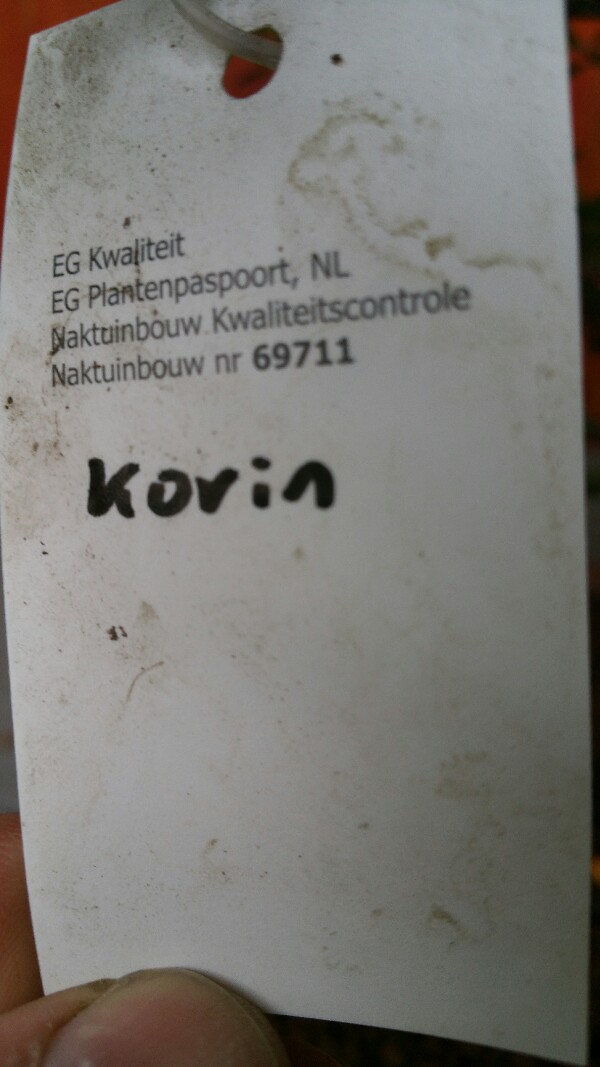 EG Kwaliteit
EG Plantenpaspoort, NL
Naktuinbouw Kwaliteitscontrole
Naktuinbouw nr 69711
Korin